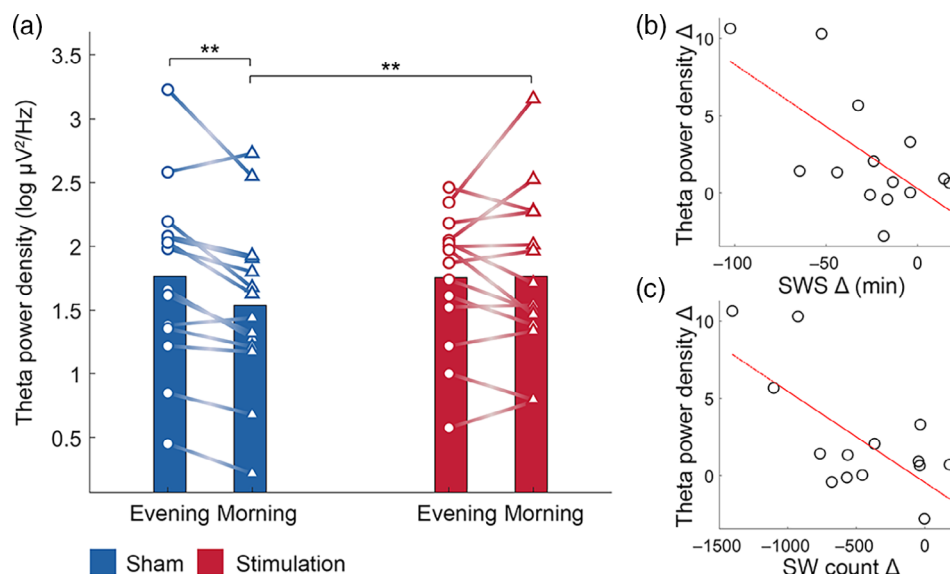 (a)
Theta power density (log µV²/Hz)
3.5
3
2.5
2
1.5
1
0.5
**
**
Evening Morning
Evening Morning
Sham
Stimulation
(b)
Theta power density Δ
10
5
0
−100
−50
0
SWS Δ (min)
(c)
Theta power density Δ
10
5
0
−1500
−1000
−500
0
SW count Δ